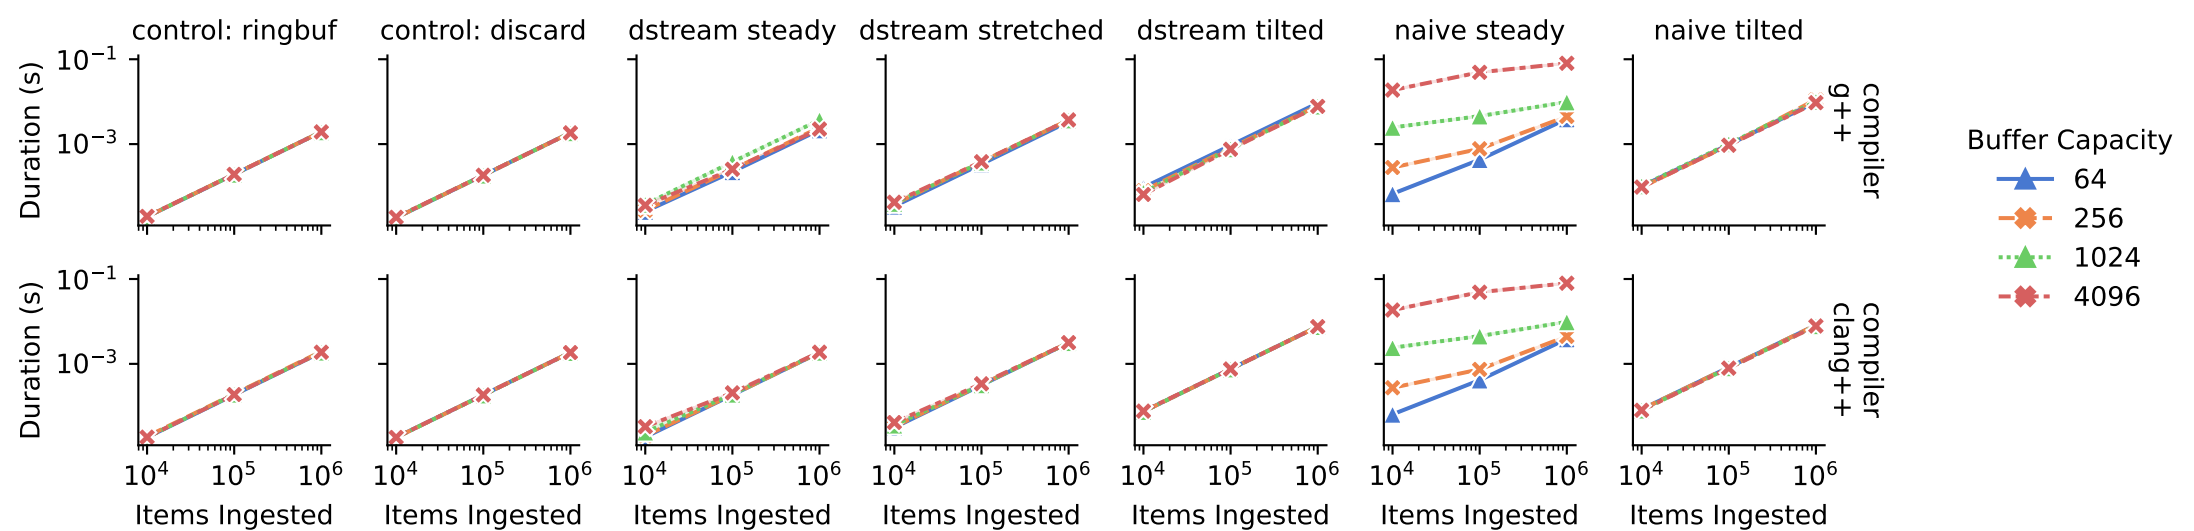 control: ringbuf
control: discard
dstream steady
dstream stretched
dstream tilted
naive steady
naive tilted
Duration (s)
10⁻¹
10⁻³
compiler
g++
Duration (s)
10⁻¹
10⁻³
compiler
clang++
10⁴ 10⁵ 10⁶
10⁴ 10⁵ 10⁶
10⁴ 10⁵ 10⁶
10⁴ 10⁵ 10⁶
10⁴ 10⁵ 10⁶
10⁴ 10⁵ 10⁶
10⁴ 10⁵ 10⁶
Items Ingested
Items Ingested
Items Ingested
Items Ingested
Items Ingested
Items Ingested
Items Ingested
Buffer Capacity
64
256
1024
4096